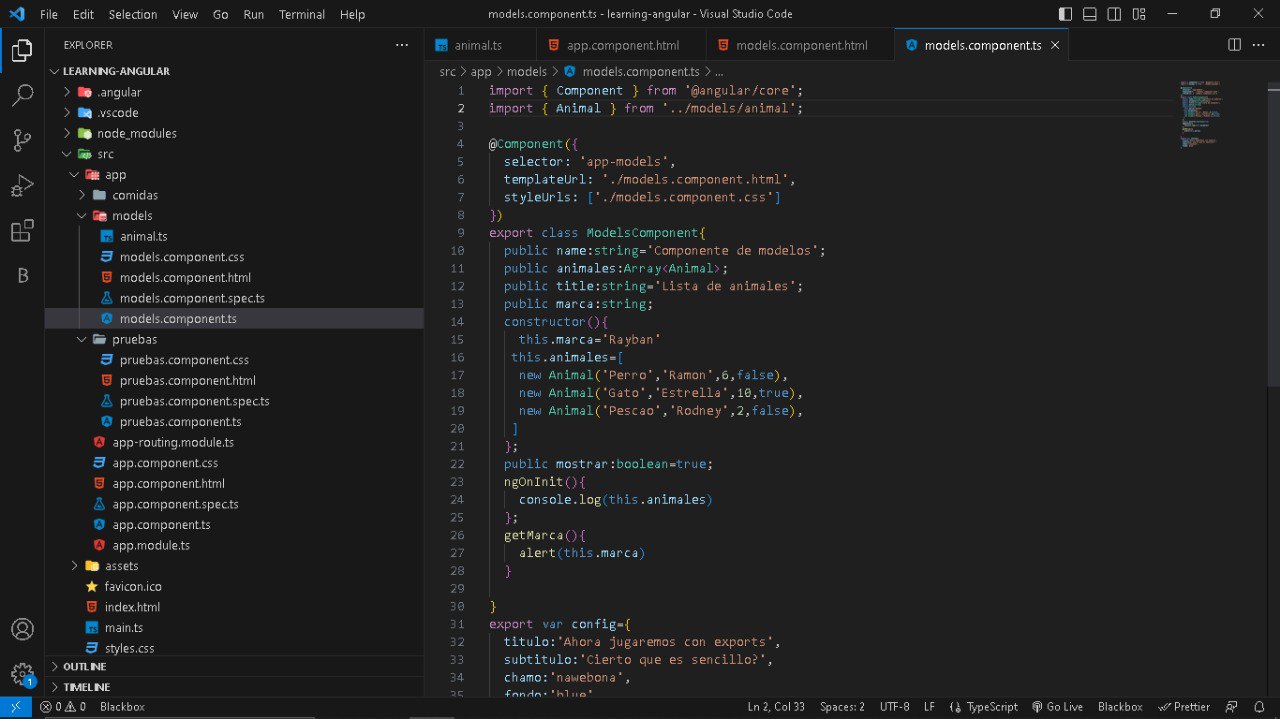 File Edit Selection View Go Run Terminal Help models.component.ts - learning-angular - Visual Studio Code
EXPLORER
LEARNING-ANGULAR
.angular
.vscode
node_modules
src
app
comidas
models
animal.ts
models.component.css
models.component.html
models.component.spec.ts
models.component.ts
pruebas
pruebas.component.css
pruebas.component.html
pruebas.component.spec.ts
pruebas.component.ts
app-routing.module.ts
app.component.css
app.component.html
app.component.spec.ts
app.component.ts
app.module.ts
assets
favicon.ico
index.html
main.ts
styles.css
OUTLINE
TIMELINE
B
1
animal.ts app.component.html models.component.html models.component.ts
src > app > models > models.component.ts > ...
1 import { Component } from '@angular/core';
2 import { Animal } from '../models/animal';
3
4 @Component({
5 selector: 'app-models',
6 templateUrl: './models.component.html',
7 styleUrls: ['./models.component.css']
8 })
9 export class ModelsComponent{
10 public name:string='Componente de modelos';
11 public animales:Array<Animal>;
12 public title:string='Lista de animales';
13 public marca:string;
14 constructor(){
15 this.marca='Rayban'
16 this.animales=[
17 new Animal('Perro','Ramon',6,false),
18 new Animal('Gato','Estrella',10,true),
19 new Animal('Pescao','Rodney',2,false)
20 ]
21 };
22 public mostrar:boolean=true;
23 ngOnInit(){
24 console.log(this.animales)
25 };
26 getMarca(){
27 alert(this.marca)
28 }
29
30 }
31 export var config={
32 titulo:'Ahora jugaremos con exports',
33 subtitulo:'Cierto que es sencillo?',
34 chamo:'nawebona',
35 fondo:'blue'
0 0 Blackbox Ln 2, Col 33 Spaces: 2 UTF-8 LF {} TypeScript Go Live Blackbox Prettier